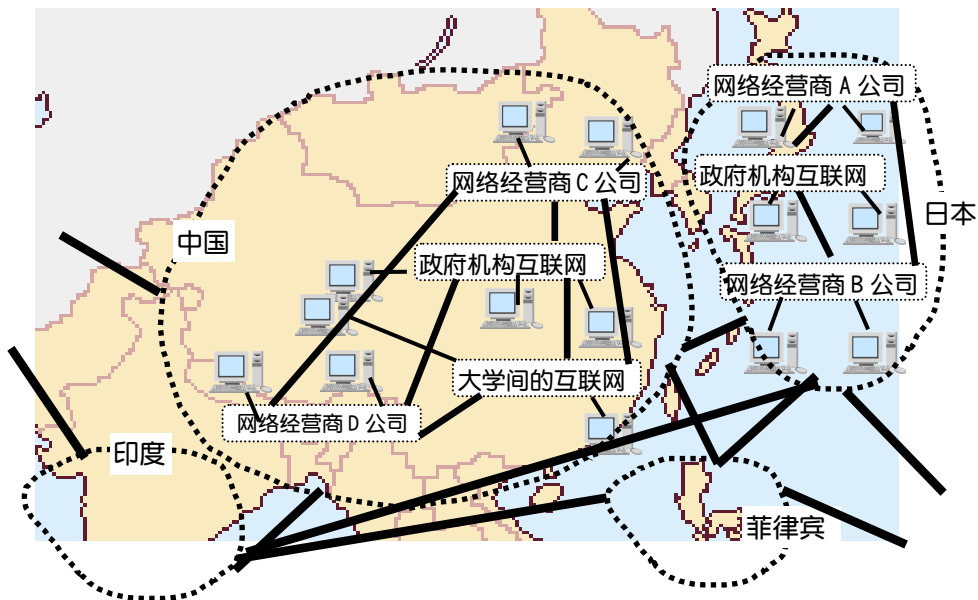 网络经营商 A 公司
政府机构互联网
日本
网络经营商 B 公司
网络经营商 C 公司
中国
政府机构互联网
大学间的互联网
网络经营商 D 公司
印度
菲律宾